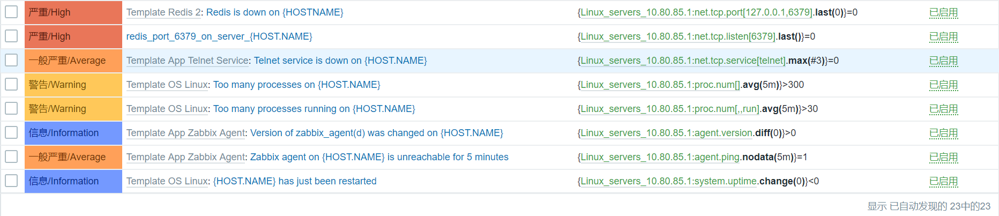 严重/High Template Redis 2: Redis is down on {HOSTNAME} {Linux_servers_10.80.85.1:net.tcp.port[127.0.0.1,6379].last(0)}=0 已启用
严重/High redis_port_6379_on_server_{HOST.NAME} {Linux_servers_10.80.85.1:net.tcp.listen[6379].last()}=0 已启用
一般严重/Average Template App Telnet Service: Telnet service is down on {HOST.NAME} {Linux_servers_10.80.85.1:net.tcp.service[telnet].max(#3)}=0 已启用
警告/Warning Template OS Linux: Too many processes on {HOST.NAME} {Linux_servers_10.80.85.1:proc.num[].avg(5m)}>300 已启用
警告/Warning Template OS Linux: Too many processes running on {HOST.NAME} {Linux_servers_10.80.85.1:proc.num[,,run].avg(5m)}>30 已启用
信息/Information Template App Zabbix Agent: Version of zabbix_agent(d) was changed on {HOST.NAME} {Linux_servers_10.80.85.1:agent.version.diff(0)}>0 已启用
一般严重/Average Template App Zabbix Agent: Zabbix agent on {HOST.NAME} is unreachable for 5 minutes {Linux_servers_10.80.85.1:agent.ping.nodata(5m)}=1 已启用
信息/Information Template OS Linux: {HOST.NAME} has just been restarted {Linux_servers_10.80.85.1:system.uptime.change(0)}<0 已启用
显示 已自动发现的 23中的23